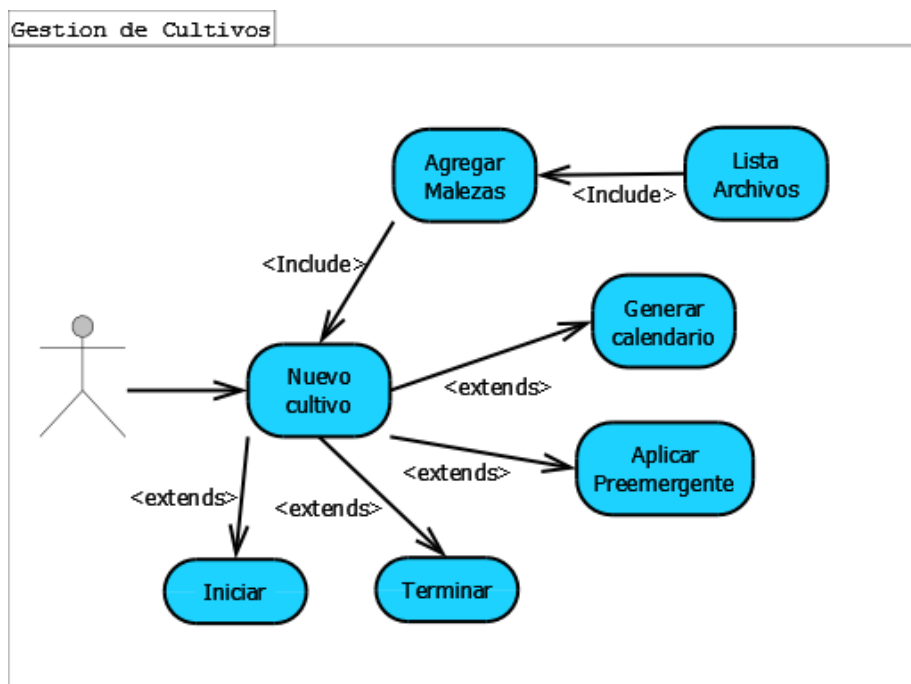 Gestion de Cultivos
Agregar
Malezas
Lista
Archivos
<Include>
<Include>
Generar
calendario
Nuevo
cultivo
<extends>
Aplicar
Preemergente
<extends>
<extends>
<extends>
Iniciar
Terminar